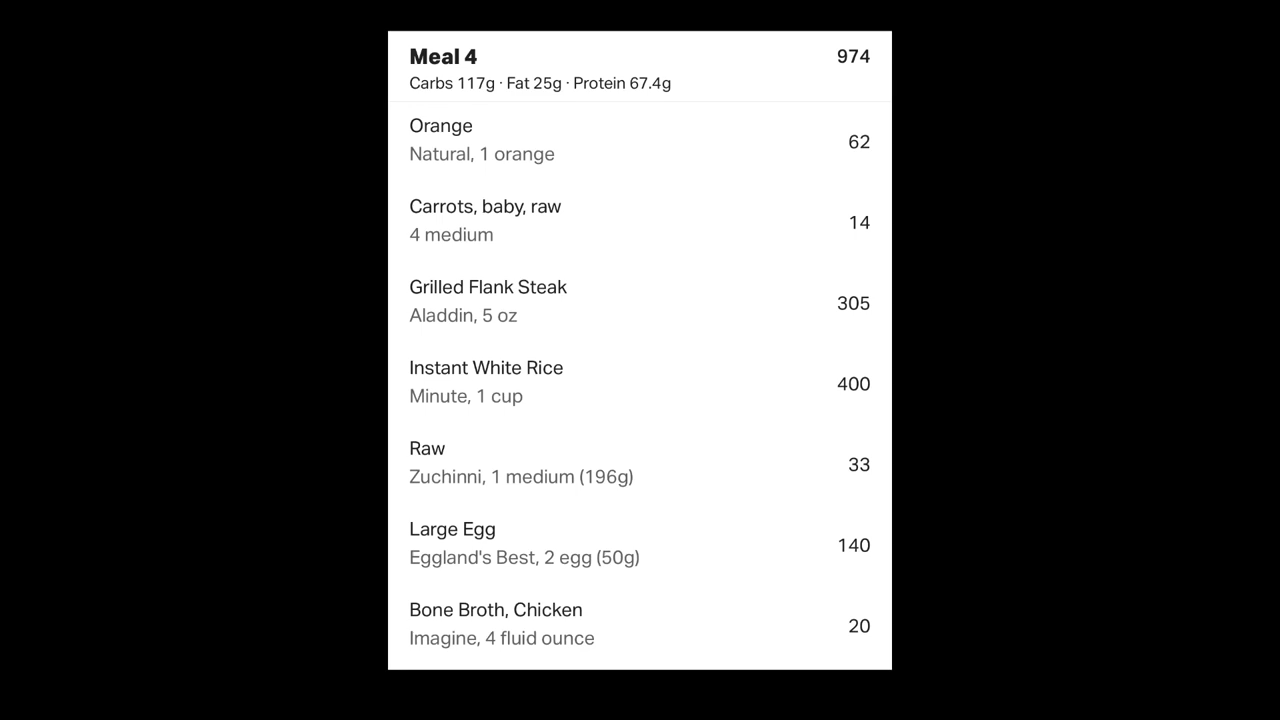 Meal 4 974
Carbs 117g · Fat 25g · Protein 67.4g
Orange
Natural, 1 orange
62
Carrots, baby, raw
4 medium
14
Grilled Flank Steak
Aladdin, 5 oz
305
Instant White Rice
Minute, 1 cup
400
Raw
Zuchinni, 1 medium (196g)
33
Large Egg
Eggland's Best, 2 egg (50g)
140
Bone Broth, Chicken
Imagine, 4 fluid ounce
20